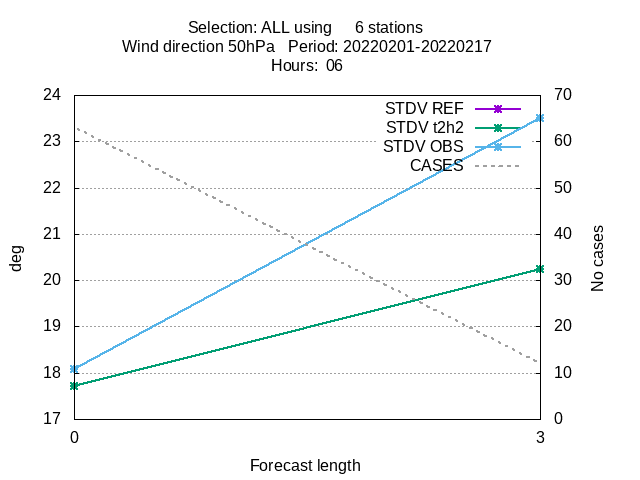 Selection: ALL using     6 stations
Wind direction 50hPa   Period: 20220201-20220217
Hours:  06
24
23
22
21
20
19
18
17
70
60
50
40
30
20
10
0
STDV REF
STDV t2h2
STDV OBS
CASES
deg
No cases
0
3
Forecast length